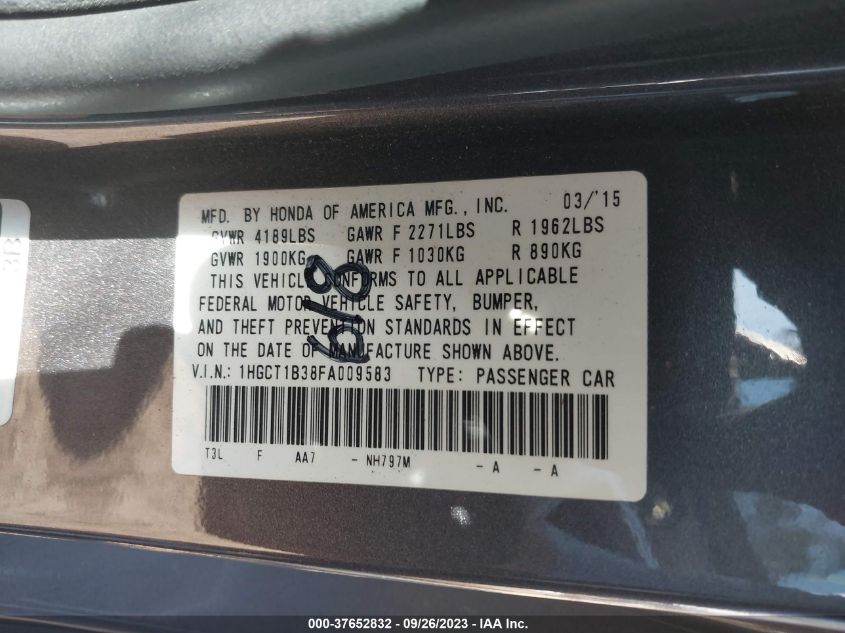 MFD. BY HONDA OF AMERICA MFG., INC. 03/'15
GVWR 4189LBS GAWR F 2271LBS R 1962LBS
GVWR 1900KG GAWR F 1030KG R 890KG
THIS VEHICLE CONFIRMS TO ALL APPLICABLE
FEDERAL MOTOR VEHICLE SAFETY, BUMPER,
AND THEFT PREVENTION STANDARDS IN EFFECT
ON THE DATE OF MANUFACTURE SHOWN ABOVE.
V.I.N.: 1HGCT1B38FA009583 TYPE: PASSENGER CAR
T3L F AA7 - NH797M - A - A
000-37652832 - 09/26/2023 - IAA Inc.